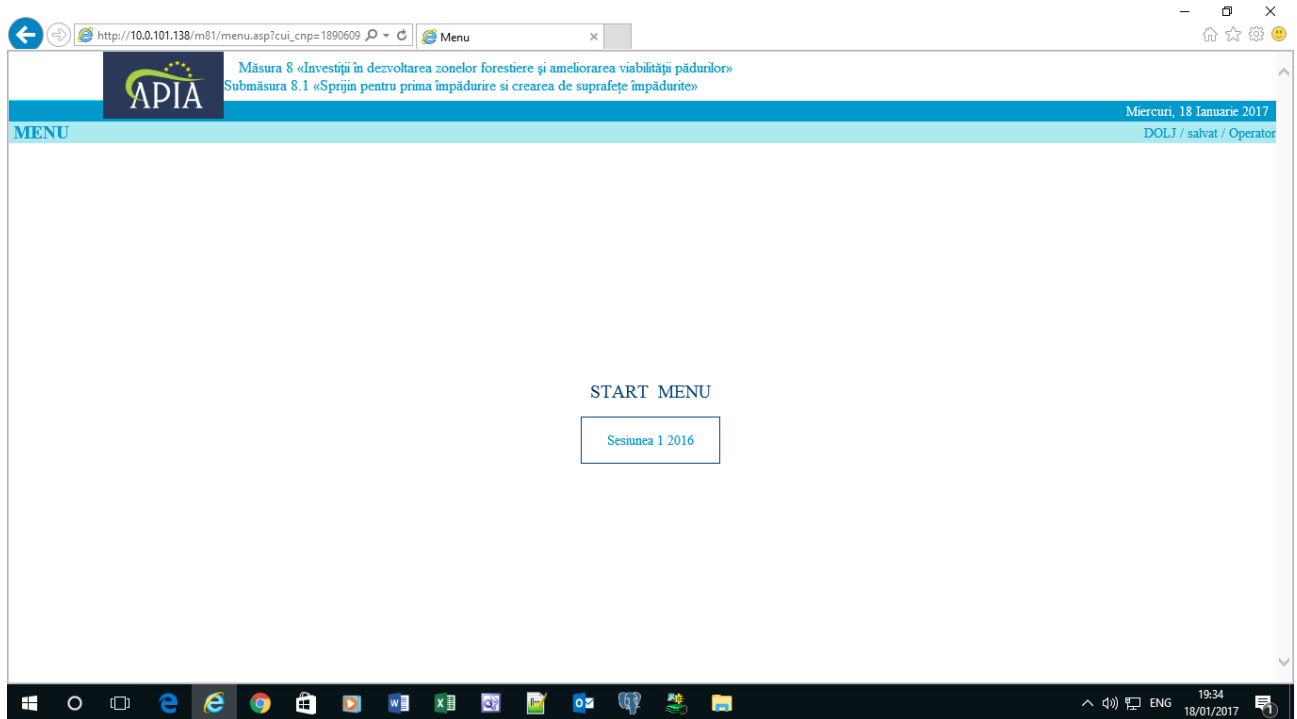 http://10.0.101.138/m81/menu.asp?cui_cnp=1890609
Menu
APIA
Măsura 8 «Investiţii în dezvoltarea zonelor forestiere şi ameliorarea viabilităţii pădurilor»
Submăsura 8.1 «Sprijin pentru prima împădurire si crearea de suprafețe împădurite»
Miercuri, 18 Ianuarie 2017
MENU
DOLJ / salvat / Operator
START MENU
Sesiunea 1 2016
ENG
19:34
18/01/2017
1